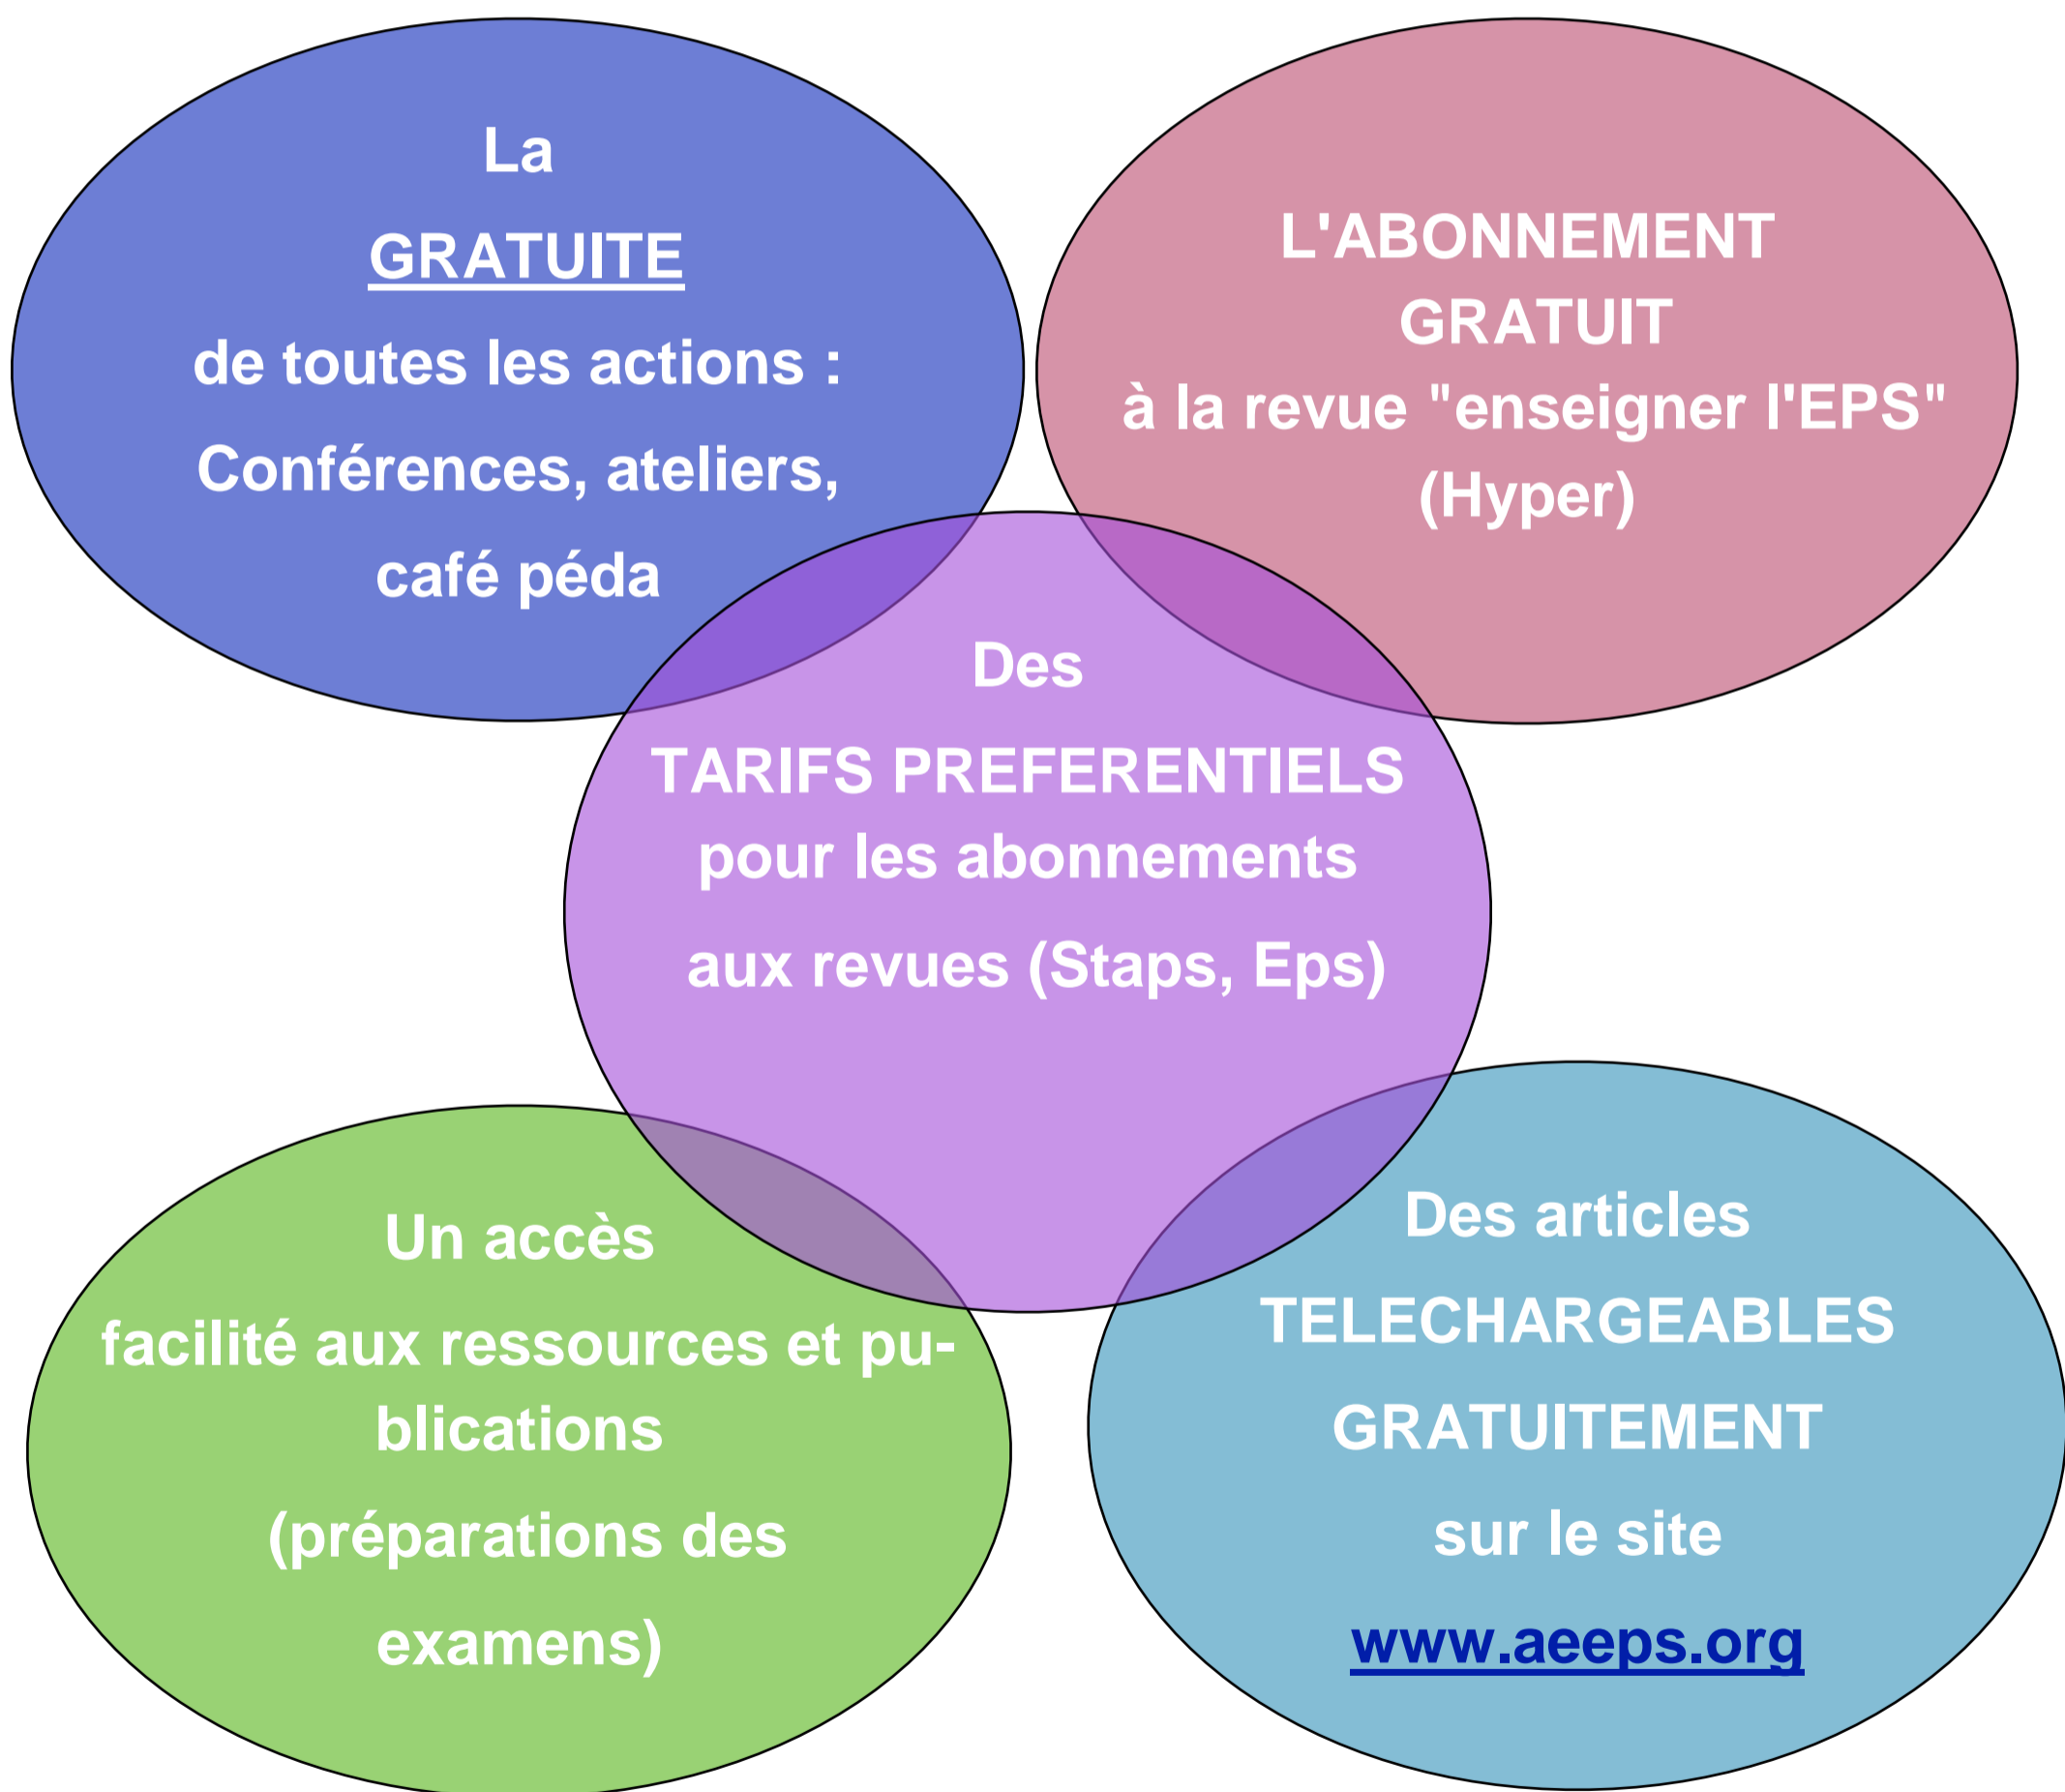 La
GRATUITE
de toutes les actions :
Conférences, ateliers,
café péda
L'ABONNEMENT
GRATUIT
à la revue "enseigner l'EPS"
(Hyper)
Des
TARIFS PREFERENTIELS
pour les abonnements
aux revues (Staps, Eps)
Un accès
facilité aux ressources et pu-
blications
(préparations des
examens)
Des articles
TELECHARGEABLES
GRATUITEMENT
sur le site
www.aeeps.org